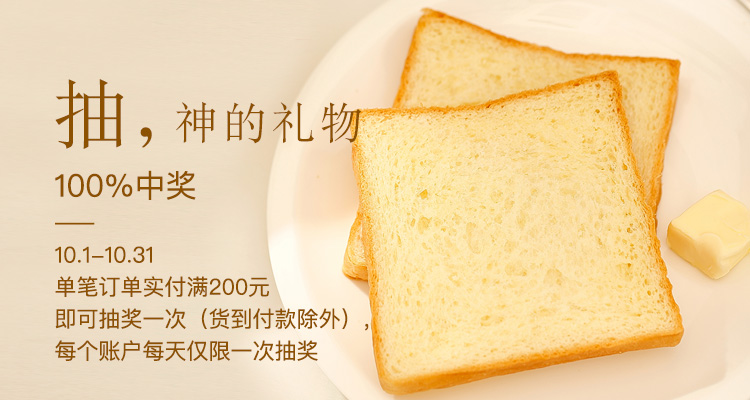 抽，神的礼物
100%中奖
10.1–10.31
单笔订单实付满200元
即可抽奖一次（货到付款除外），
每个账户每天仅限一次抽奖